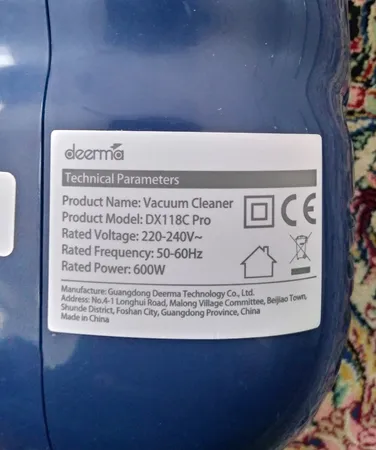 deerma
Technical Parameters
Product Name: Vacuum Cleaner
Product Model: DX118C Pro
Rated Voltage: 220-240V~
Rated Frequency: 50-60Hz
Rated Power: 600W
CE
Manufacture: Guangdong Deerma Technology Co., Ltd.
Address: No.4-1 Longhui Road, Malong Village Committee, Beijiao Town,
Shunde District, Foshan City, Guangdong Province, China
Made in China